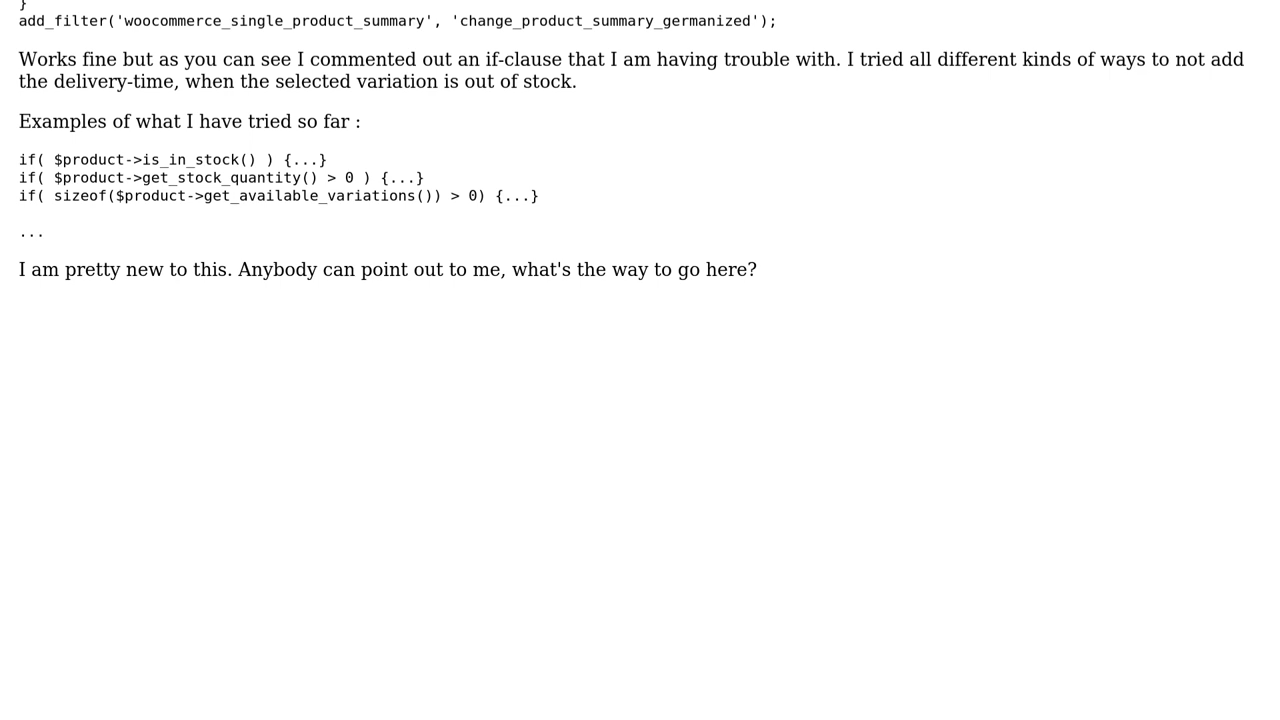 }
add_filter('woocommerce_single_product_summary', 'change_product_summary_germanized');
Works fine but as you can see I commented out an if-clause that I am having trouble with. I tried all different kinds of ways to not add
the delivery-time, when the selected variation is out of stock.
Examples of what I have tried so far :
if( $product->is_in_stock() ) {...}
if( $product->get_stock_quantity() > 0 ) {...}
if( sizeof($product->get_available_variations()) > 0) {...}
...
I am pretty new to this. Anybody can point out to me, what's the way to go here?